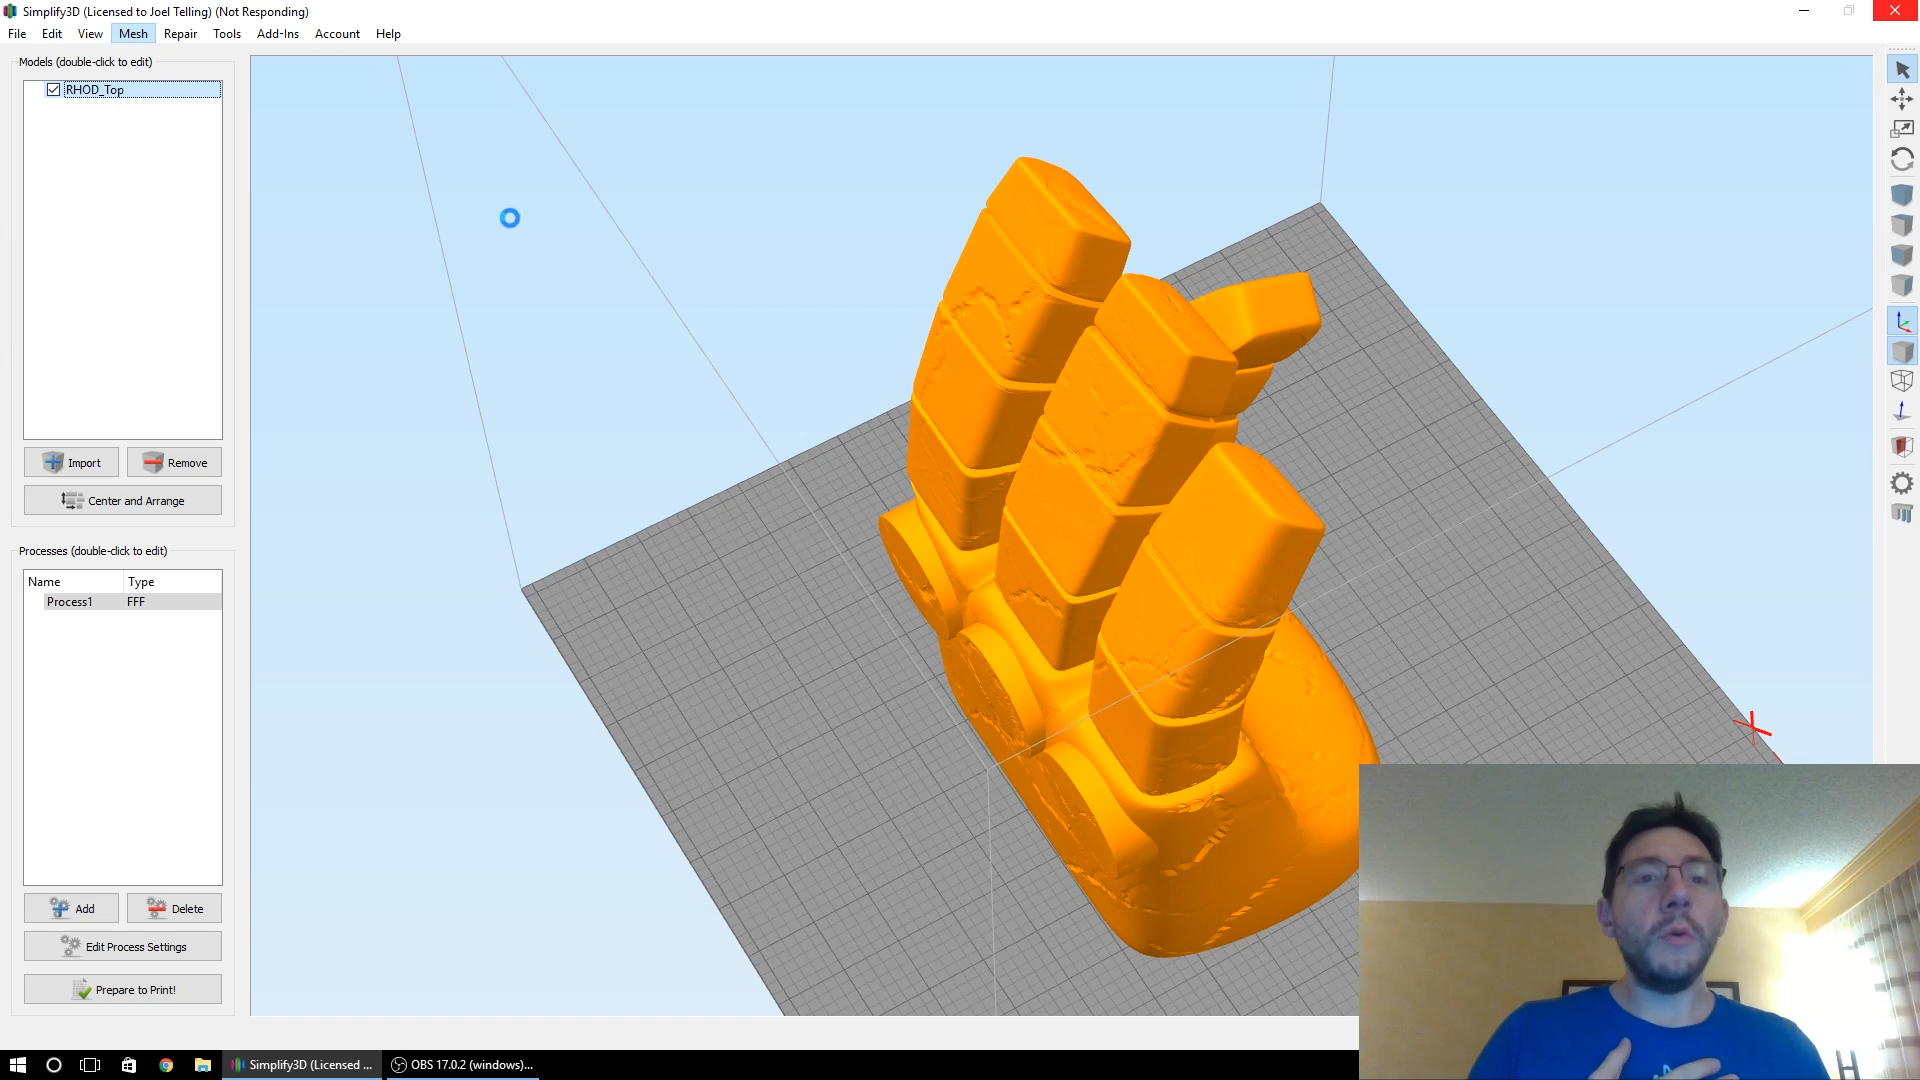 Simplify3D (Licensed to Joel Telling) (Not Responding)
File Edit View Mesh Repair Tools Add-Ins Account Help
Models (double-click to edit)
RHOD_Top
Import Remove
Center and Arrange
Processes (double-click to edit)
Name Type
Process1 FFF
Add Delete
Edit Process Settings
Prepare to Print!
Simplify3D (Licensed ... OBS 17.0.2 (windows)...